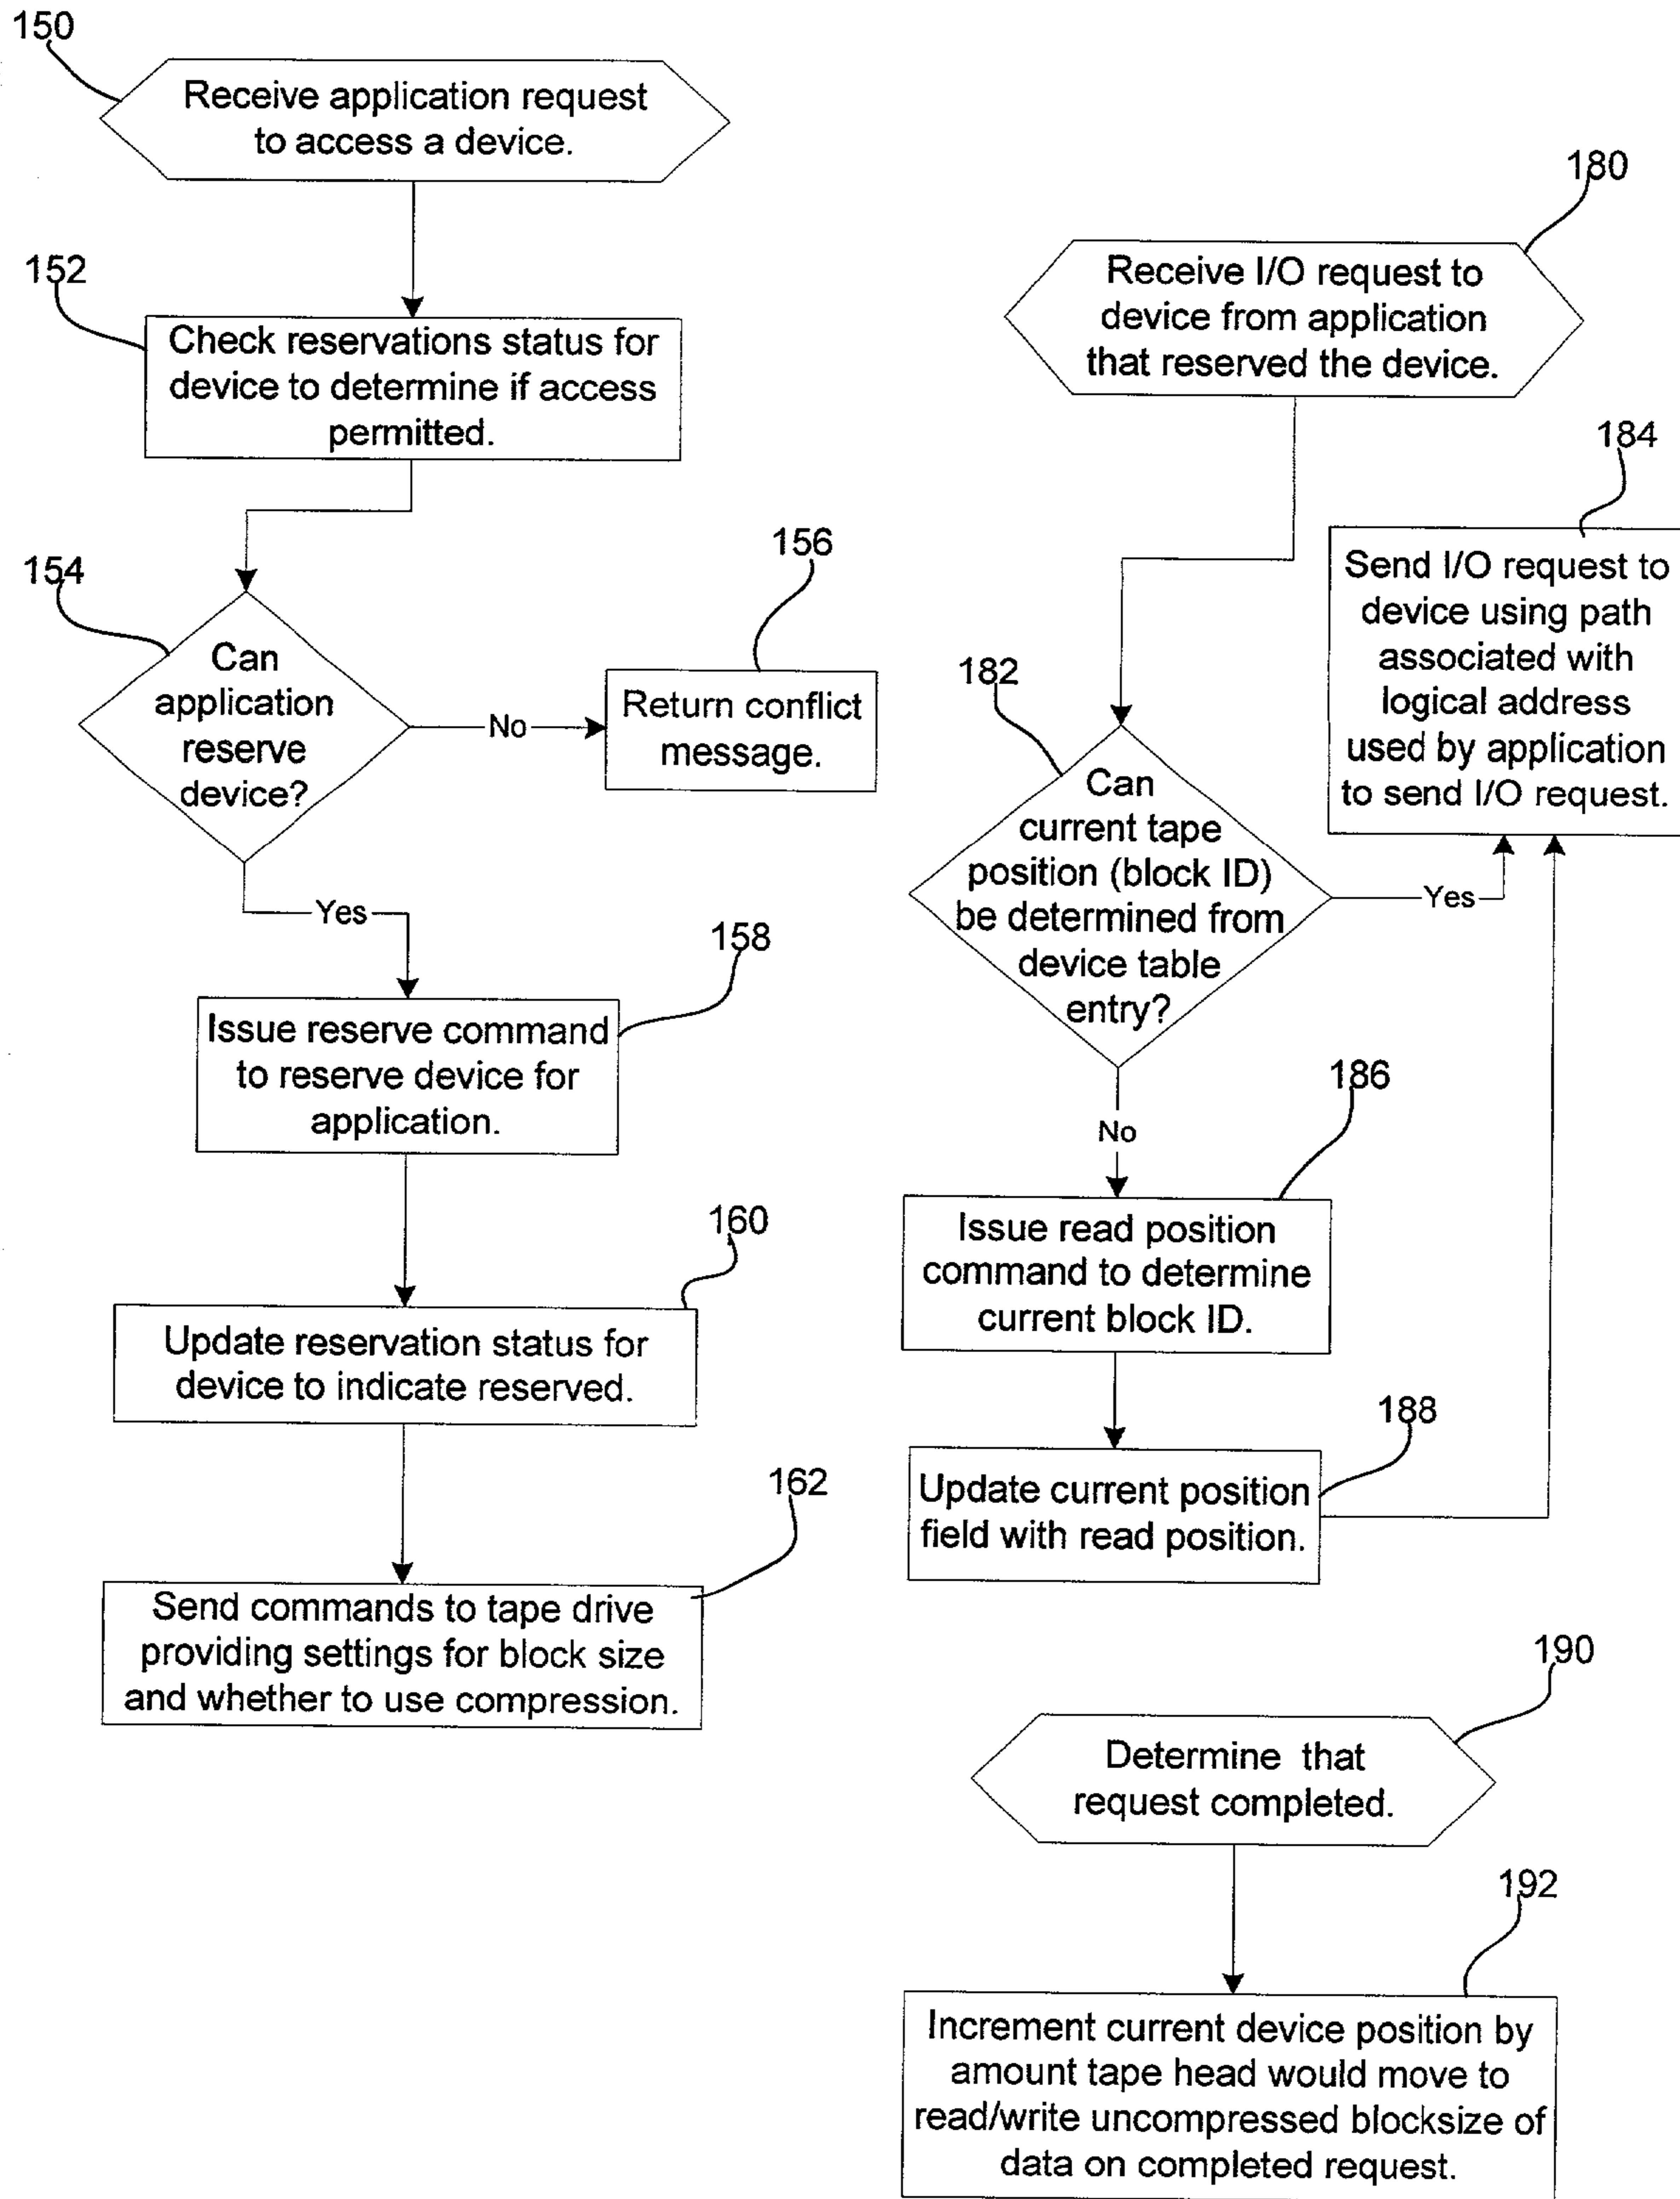 150
Receive application request
to access a device.
152
Check reservations status for
device to determine if access
permitted.
154
Can
application
reserve
device?
No
156
Return conflict
message.
Yes
158
Issue reserve command
to reserve device for
application.
160
Update reservation status for
device to indicate reserved.
162
Send commands to tape drive
providing settings for block size
and whether to use compression.
180
Receive I/O request to
device from application
that reserved the device.
182
Can
current tape
position (block ID)
be determined from
device table
entry?
Yes
184
Send I/O request to
device using path
associated with
logical address
used by application
to send I/O request.
No
186
Issue read position
command to determine
current block ID.
188
Update current position
field with read position.
190
Determine that
request completed.
192
Increment current device position by
amount tape head would move to
read/write uncompressed blocksize of
data on completed request.